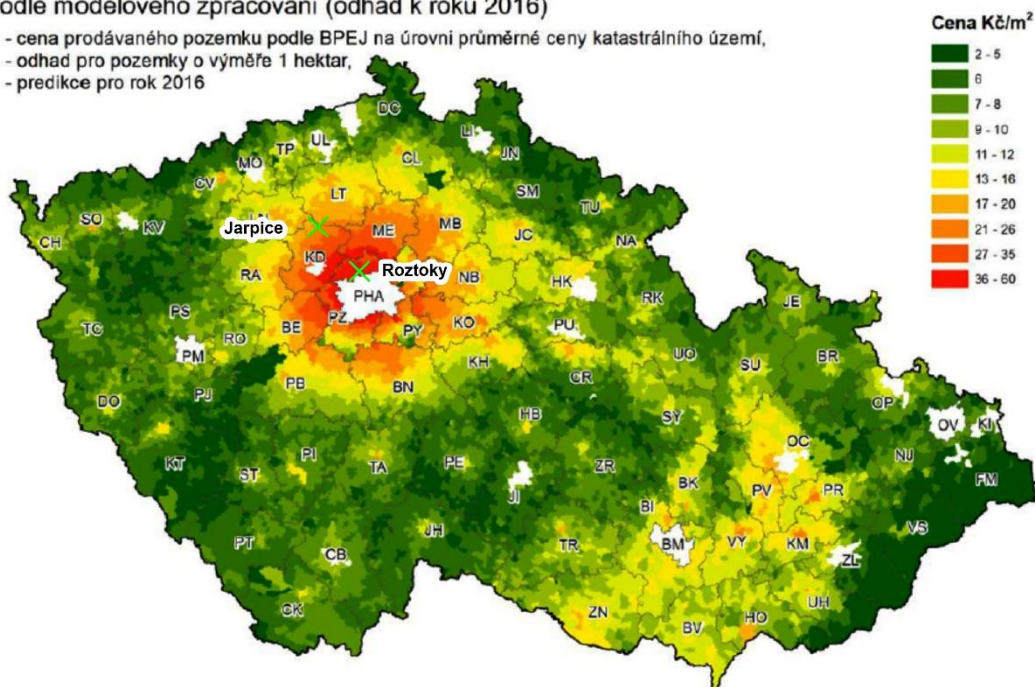 odle modelového zpracování (odhad k roku 2016)
- cena prodávaného pozemku podle BPEJ na úrovni průměrné ceny katastrálního území,
- odhad pro pozemky o výměře 1 hektar,
- predikce pro rok 2016
Cena Kč/m²
2 - 5
6
7 - 8
9 - 10
11 - 12
13 - 16
17 - 20
21 - 26
27 - 35
36 - 60
DC
LI
UL
TP
JN
MO
CL
CV
LT
SM
TU
SO
KV
LN
Jarpice
ME
MB
JC
NA
CH
KD
Roztoky
RA
NB
HK
PHA
RK
JE
PS
PZ
TC
BE
PY
KO
PU
RO
PM
KH
UO
SU
BR
PB
BN
CR
PJ
DO
OP
HB
SY
OV
KI
OC
KT
PI
TA
PE
ZR
NJ
ST
JI
BK
PV
PR
FM
BI
VS
PT
CB
JH
TR
BM
VY
KM
ZL
CK
ZN
BV
HO
UH